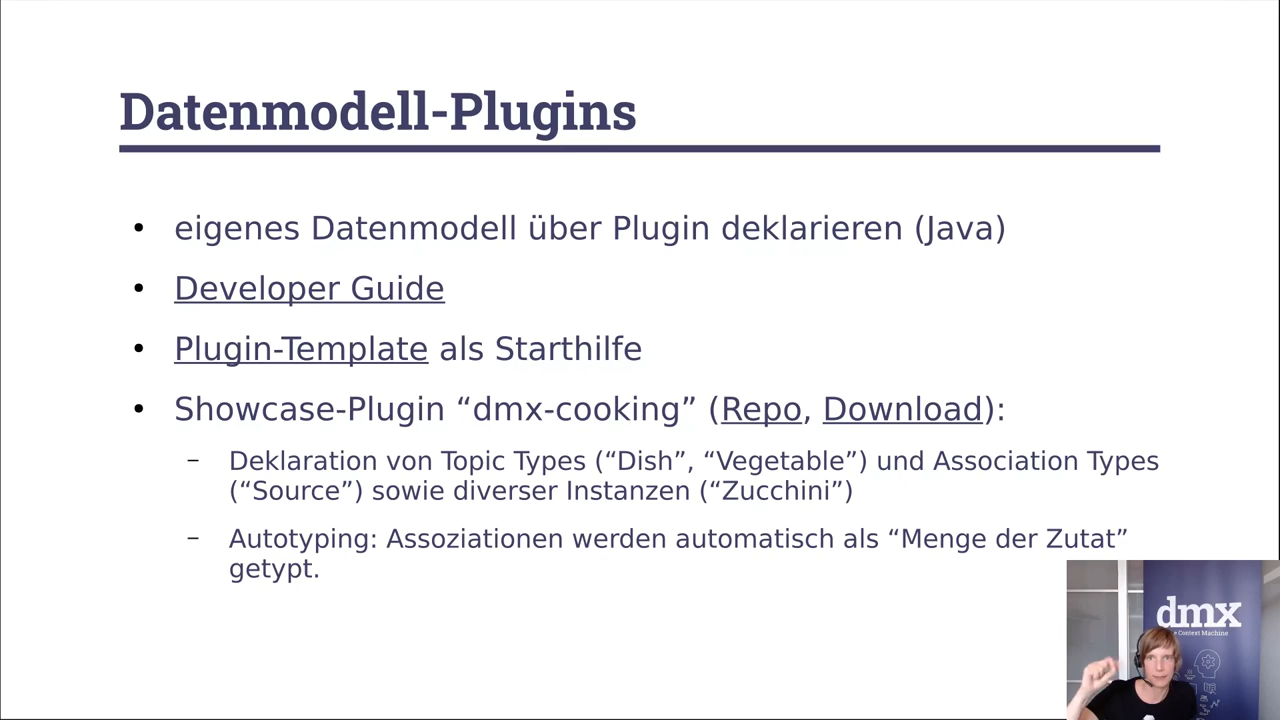 Datenmodell-Plugins
• eigenes Datenmodell über Plugin deklarieren (Java)
• Developer Guide
• Plugin-Template als Starthilfe
• Showcase-Plugin “dmx-cooking” (Repo, Download):
– Deklaration von Topic Types (“Dish”, “Vegetable”) und Association Types
(“Source”) sowie diverser Instanzen (“Zucchini”)
– Autotyping: Assoziationen werden automatisch als “Menge der Zutat”
getypt.
dmx
Context Machine